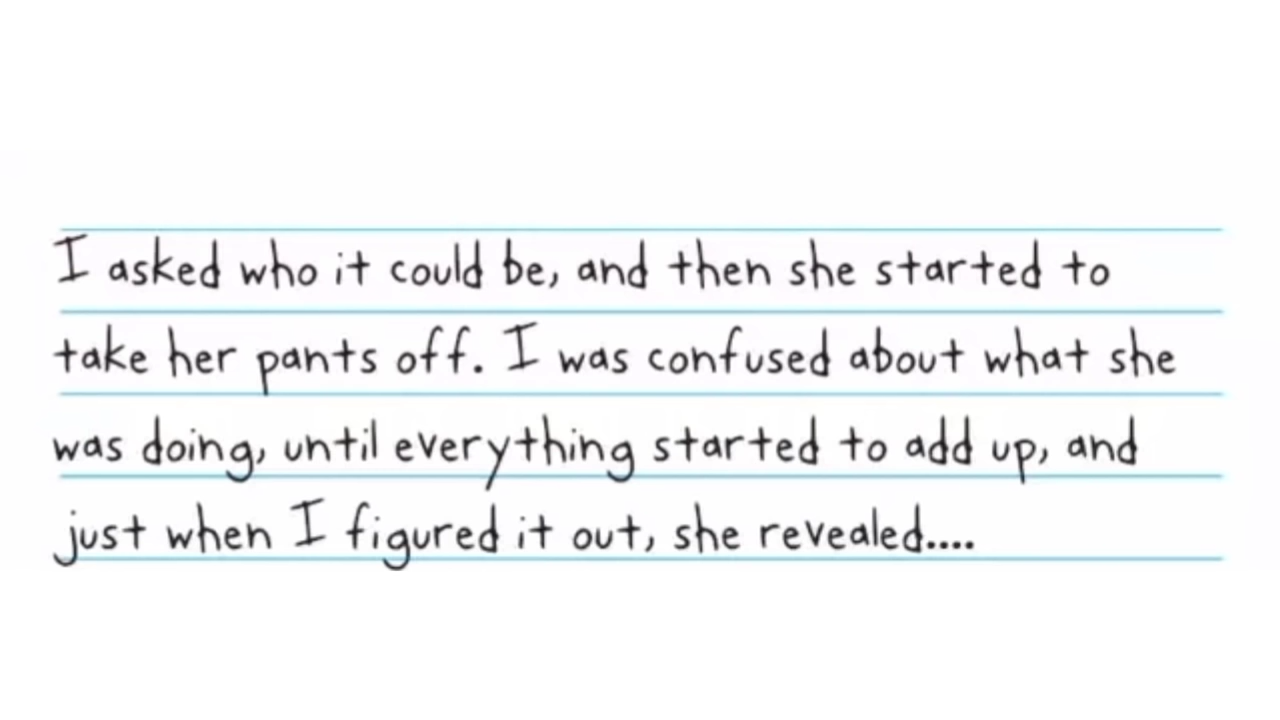 I asked who it could be, and then she started to
take her pants off. I was confused about what she
was doing, until everything started to add up, and
just when I figured it out, she revealed....